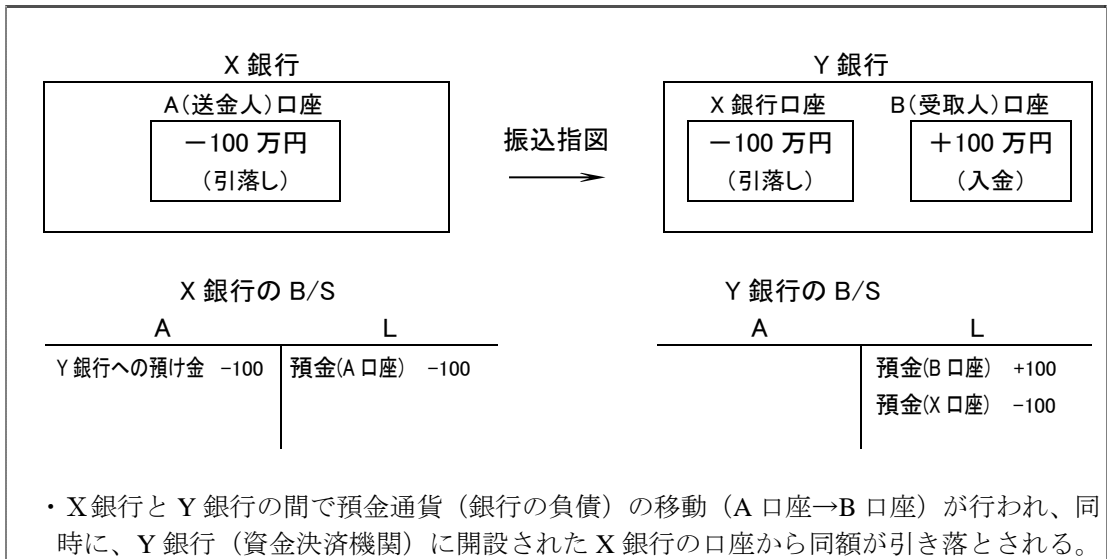 X 銀行
Y 銀行
A(送金人)口座
X 銀行口座
B(受取人)口座
－100 万円
(引落し)
振込指図
－100 万円
(引落し)
＋100 万円
(入金)
X 銀行の B/S
Y 銀行の B/S
A
L
A
L
Y 銀行への預け金 -100
預金(A 口座) -100
預金(B 口座) +100
預金(X 口座) -100
・X銀行と Y 銀行の間で預金通貨（銀行の負債）の移動（A 口座→B 口座）が行われ、同
時に、Y 銀行（資金決済機関）に開設された X 銀行の口座から同額が引き落とされる。